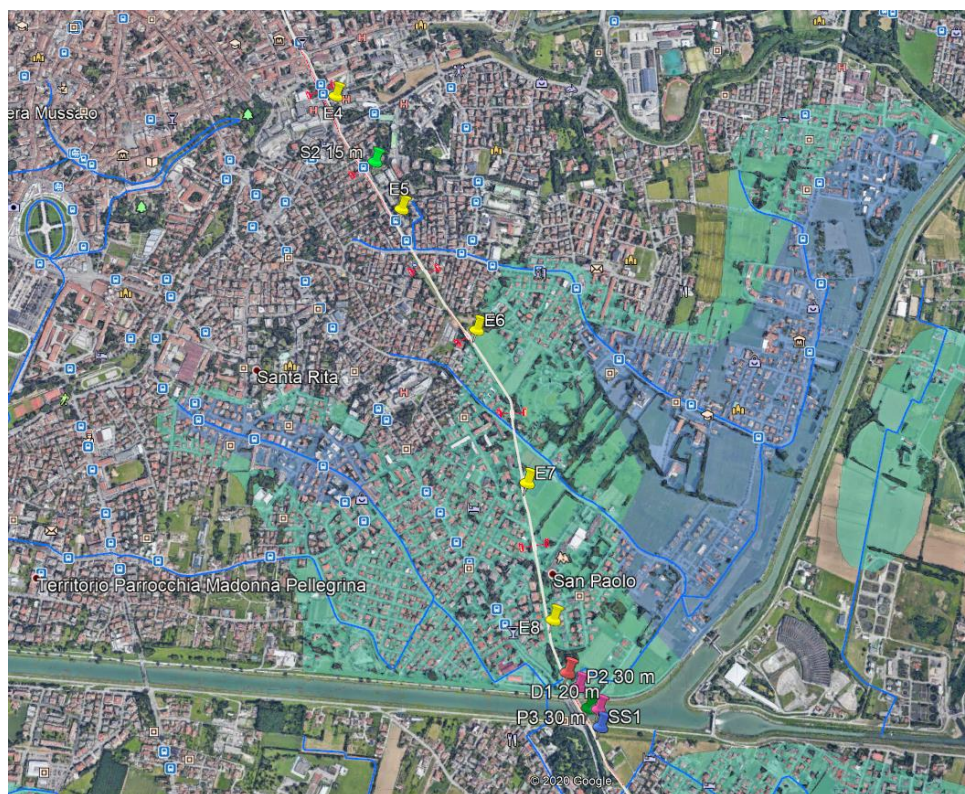 era Mussato
E4
S2 15 m
E5
E6
Santa Rita
E7
Territorio Parrocchia Madonna Pellegrina
San Paolo
E8
P2 30 m
D1 20 m
P3 30 m
SS1
© 2020 Google